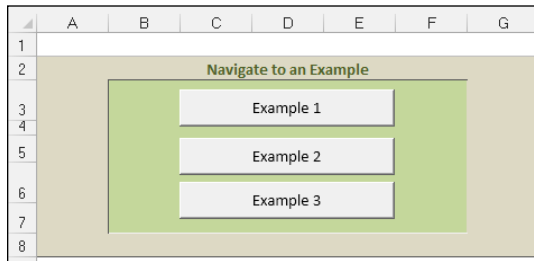 A B C D E F G
1
2 Navigate to an Example
3 Example 1
4
5 Example 2
6 Example 3
7
8